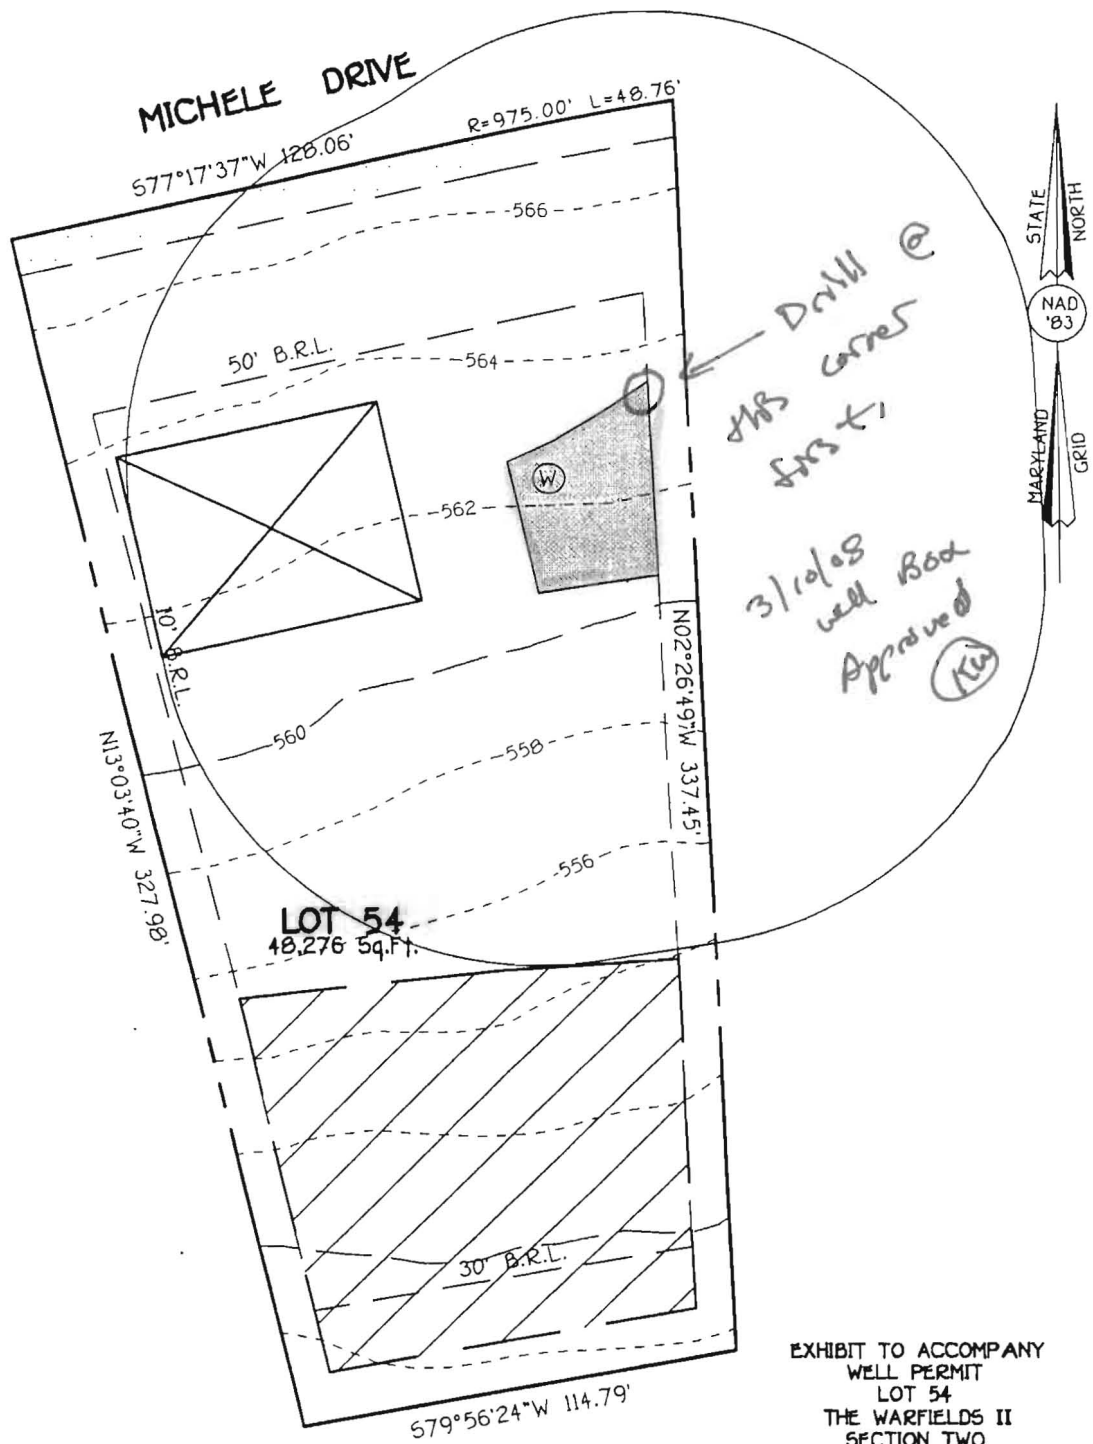 MICHELE DRIVE
S77°17'37"W 128.06'
R=975.00' L=48.76'
566
STATE
NORTH
NAD
'83
MARYLAND
GRID
50' B.R.L.
564
Drill @
this corner
first.
W
562
3/10/08
well Box
Approved
KW
10' B.R.L.
N02°26'49"W 337.45'
560
558
N13°03'40"W 327.98'
556
LOT 54
48,276 Sq.Ft.
30' B.R.L.
S79°56'24"W 114.79'
EXHIBIT TO ACCOMPANY
WELL PERMIT
LOT 54
THE WARFIELDS II
SECTION TWO